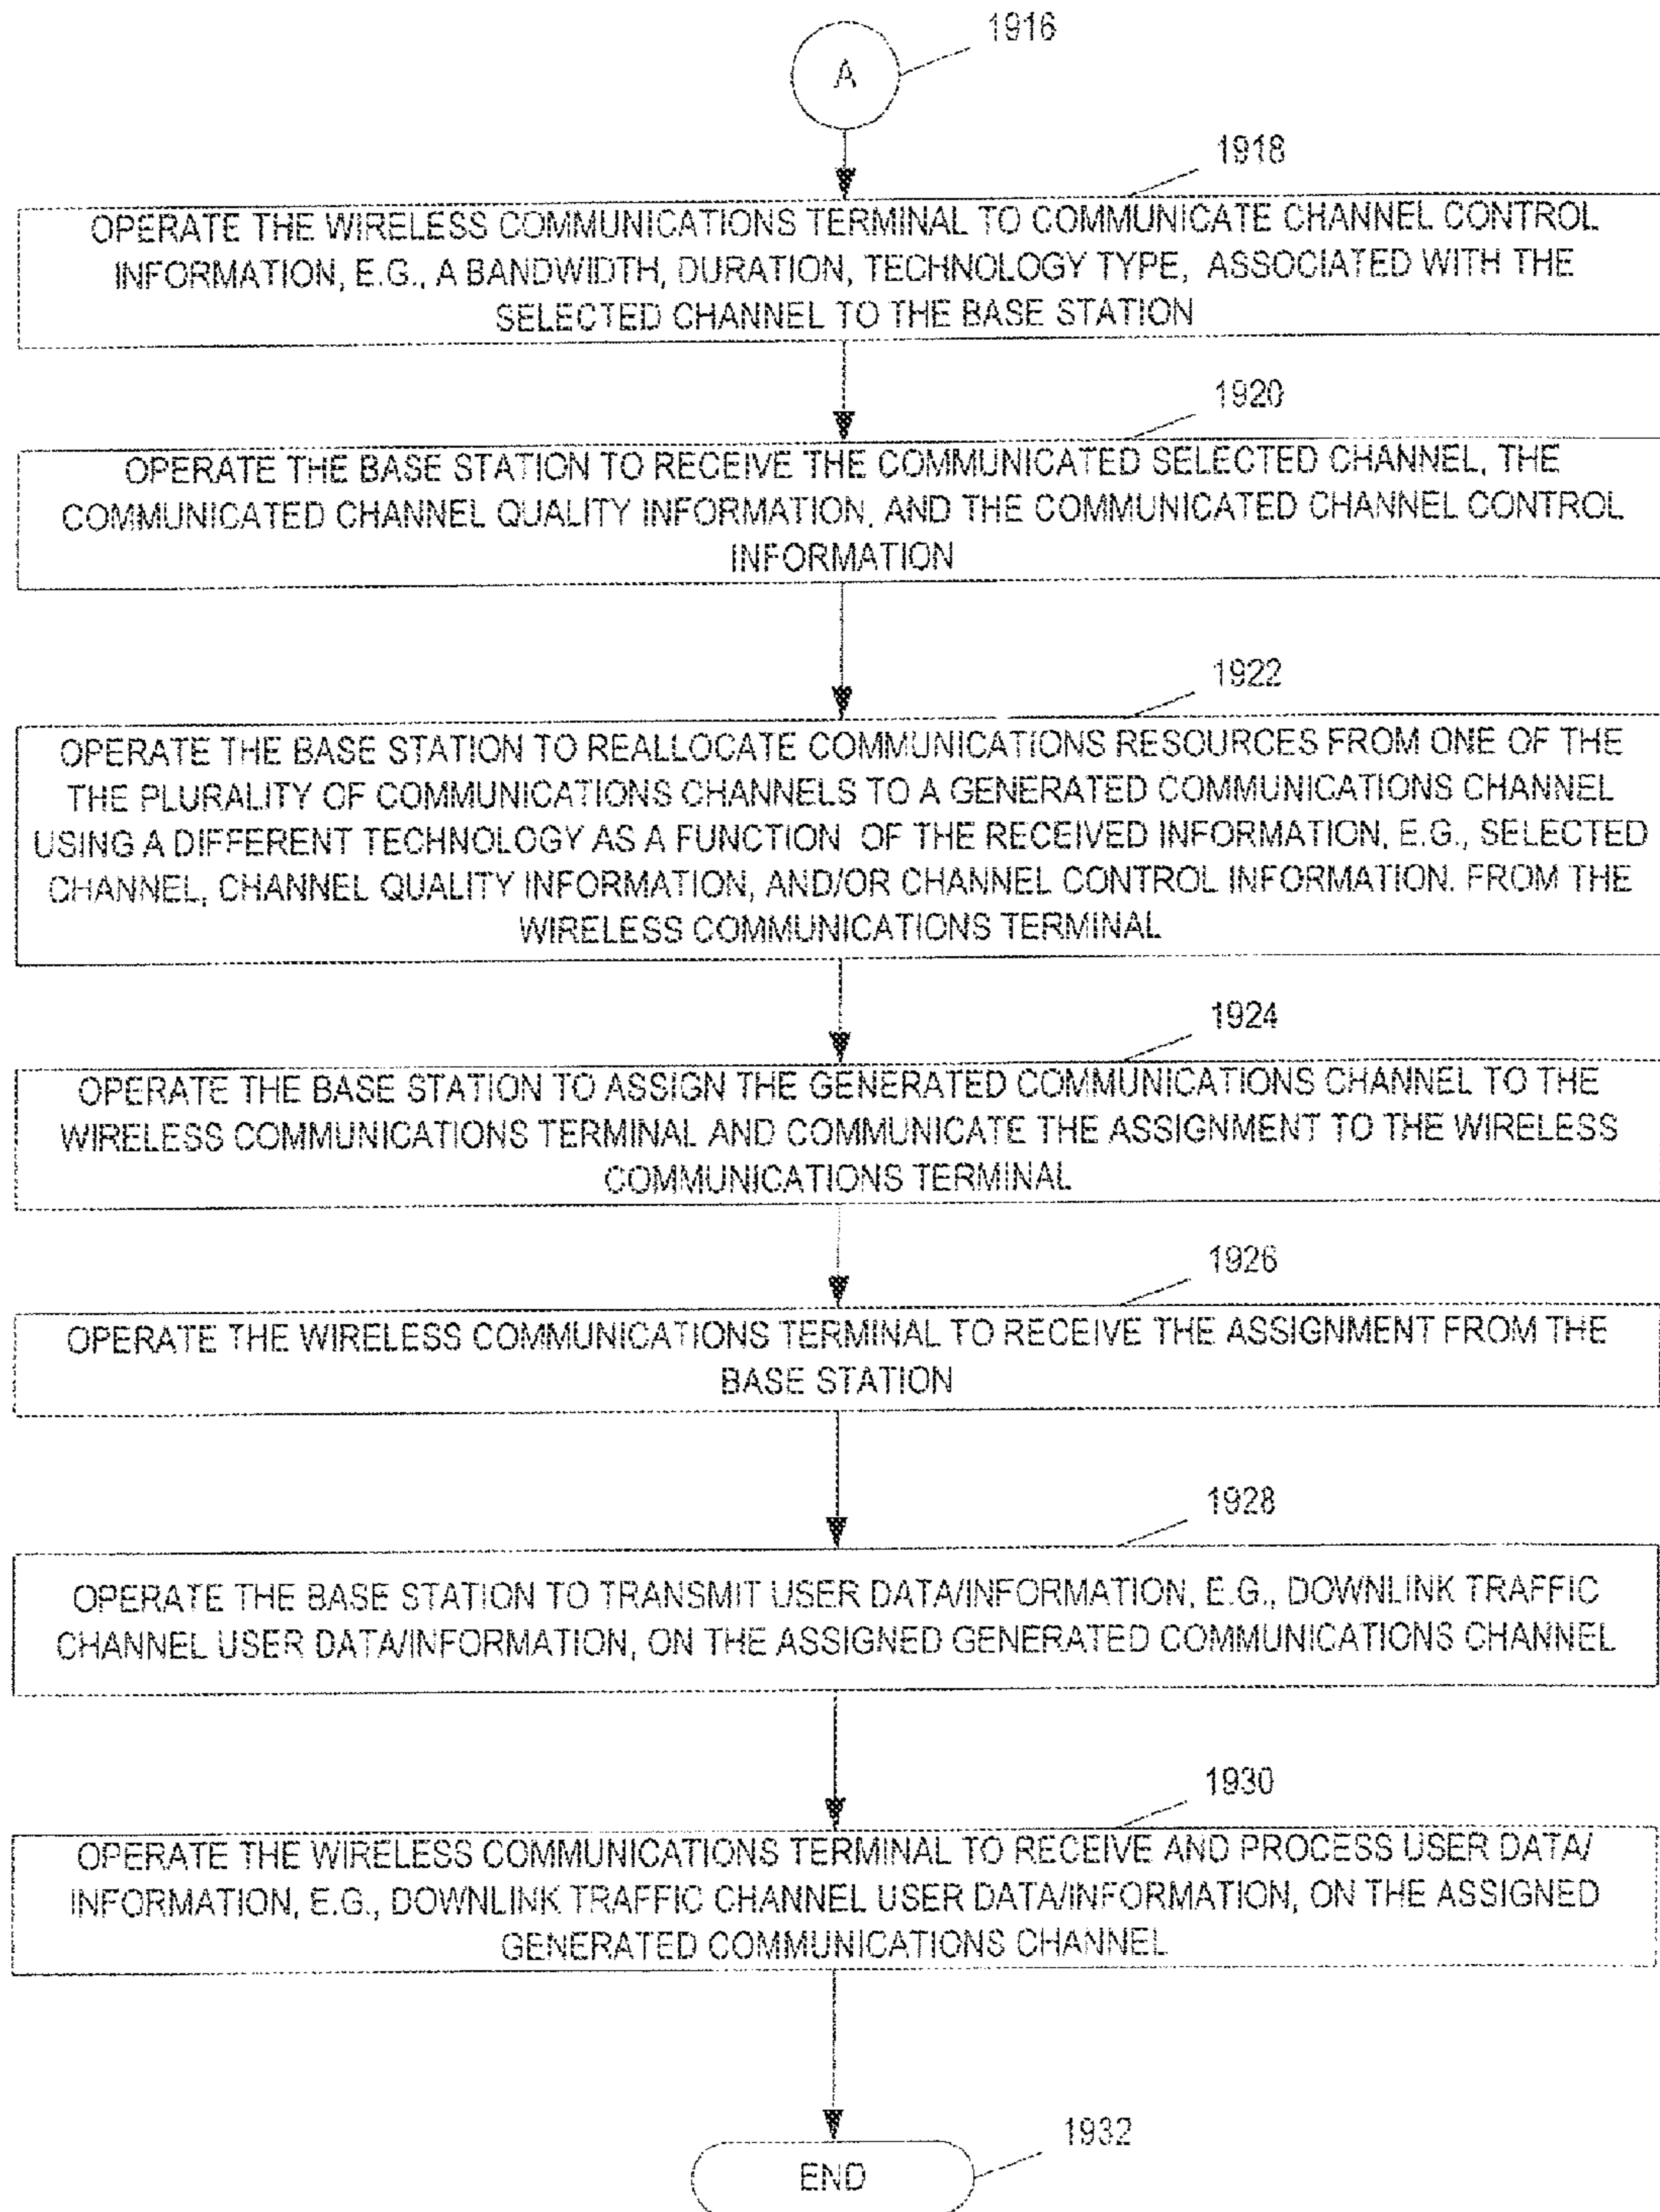 1916
A
1918
OPERATE THE WIRELESS COMMUNICATIONS TERMINAL TO COMMUNICATE CHANNEL CONTROL
INFORMATION, E.G., A BANDWIDTH, DURATION, TECHNOLOGY TYPE, ASSOCIATED WITH THE
SELECTED CHANNEL TO THE BASE STATION
1920
OPERATE THE BASE STATION TO RECEIVE THE COMMUNICATED SELECTED CHANNEL, THE
COMMUNICATED CHANNEL QUALITY INFORMATION, AND THE COMMUNICATED CHANNEL CONTROL
INFORMATION
1922
OPERATE THE BASE STATION TO REALLOCATE COMMUNICATIONS RESOURCES FROM ONE OF THE
THE PLURALITY OF COMMUNICATIONS CHANNELS TO A GENERATED COMMUNICATIONS CHANNEL
USING A DIFFERENT TECHNOLOGY AS A FUNCTION OF THE RECEIVED INFORMATION, E.G., SELECTED
CHANNEL, CHANNEL QUALITY INFORMATION, AND/OR CHANNEL CONTROL INFORMATION. FROM THE
WIRELESS COMMUNICATIONS TERMINAL
1924
OPERATE THE BASE STATION TO ASSIGN THE GENERATED COMMUNICATIONS CHANNEL TO THE
WIRELESS COMMUNICATIONS TERMINAL AND COMMUNICATE THE ASSIGNMENT TO THE WIRELESS
COMMUNICATIONS TERMINAL
1926
OPERATE THE WIRELESS COMMUNICATIONS TERMINAL TO RECEIVE THE ASSIGNMENT FROM THE
BASE STATION
1928
OPERATE THE BASE STATION TO TRANSMIT USER DATA/INFORMATION, E.G., DOWNLINK TRAFFIC
CHANNEL USER DATA/INFORMATION, ON THE ASSIGNED GENERATED COMMUNICATIONS CHANNEL
1930
OPERATE THE WIRELESS COMMUNICATIONS TERMINAL TO RECEIVE AND PROCESS USER DATA/
INFORMATION, E.G., DOWNLINK TRAFFIC CHANNEL USER DATA/INFORMATION, ON THE ASSIGNED
GENERATED COMMUNICATIONS CHANNEL
1932
END